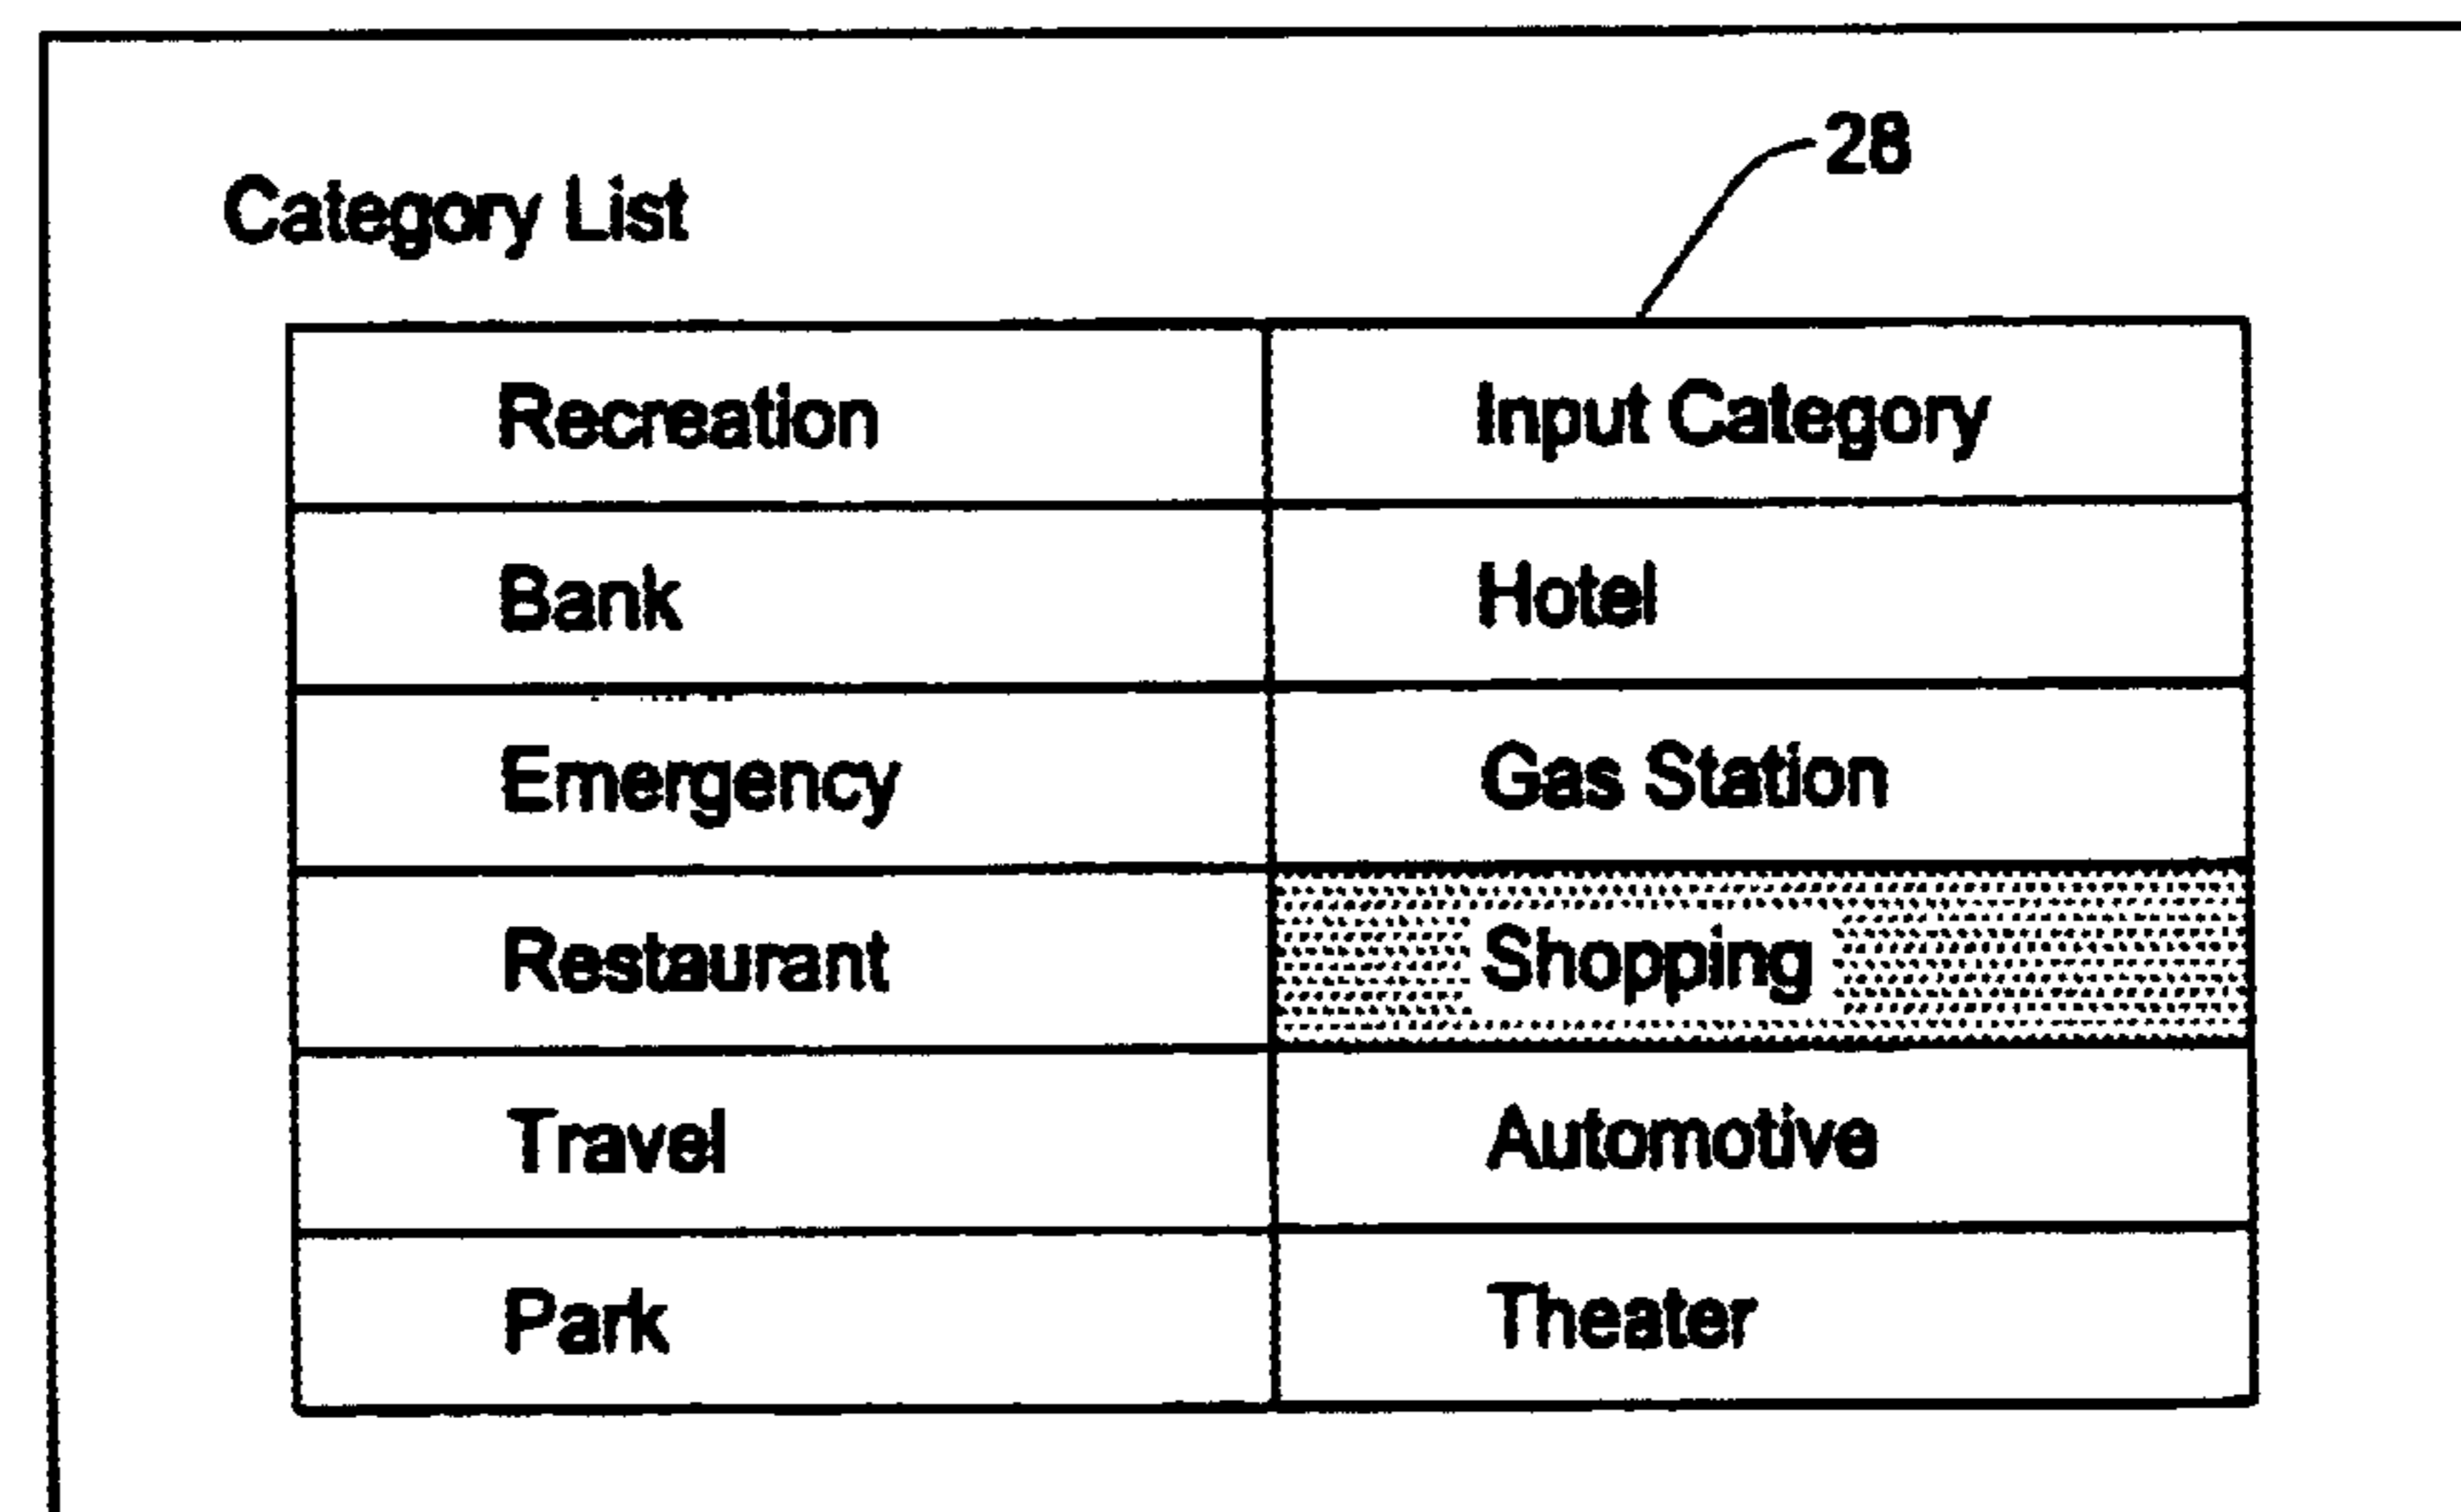 28
Category List
Recreation Input Category
Bank Hotel
Emergency Gas Station
Restaurant Shopping
Travel Automotive
Park Theater